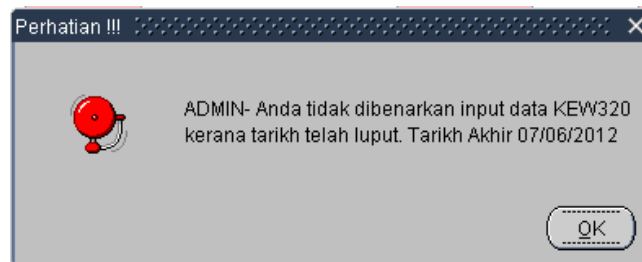 Perhatian !!!
ADMIN- Anda tidak dibenarkan input data KEW320
kerana tarikh telah luput. Tarikh Akhir 07/06/2012
OK